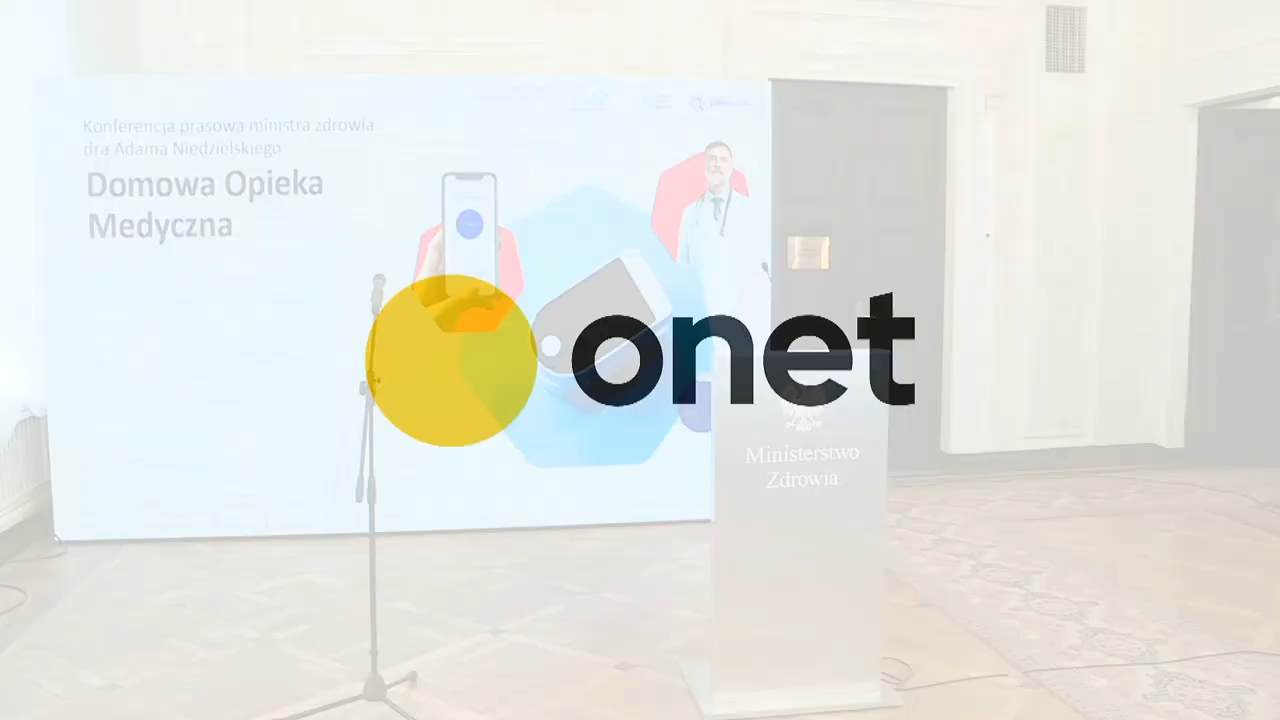 Konferencja prasowa ministra zdrowia
dra Adama Niedzielskiego
Domowa Opieka
Medyczna
onet
Ministerstwo
Zdrowia